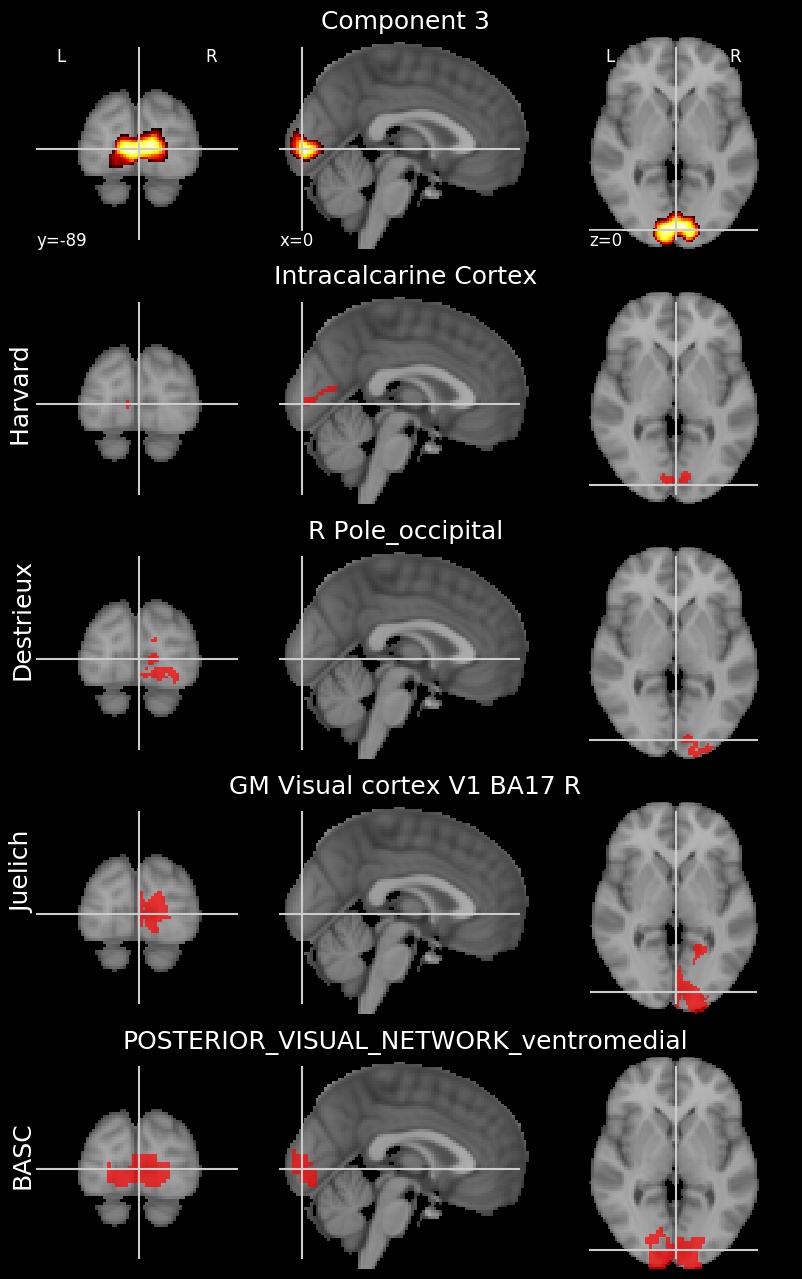 Component 3
L R L R
y=-89 x=0 z=0
Intracalcarine Cortex
Harvard
R Pole_occipital
Destrieux
GM Visual cortex V1 BA17 R
Juelich
POSTERIOR_VISUAL_NETWORK_ventromedial
BASC